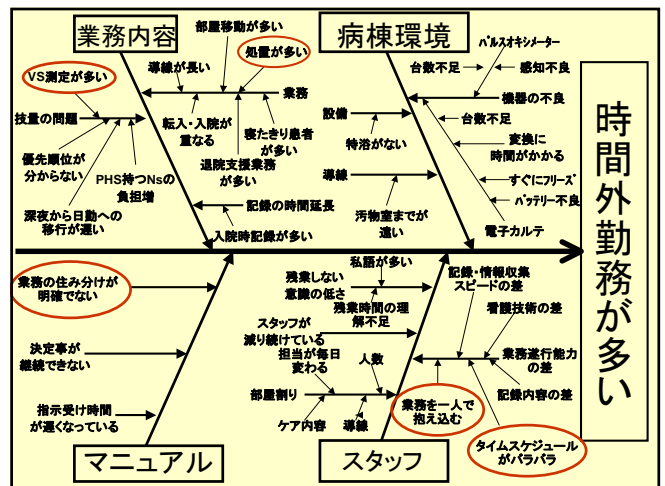 業務内容
部屋移動が多い
処置が多い
導線が長い
VS測定が多い
業務
技量の問題
転入・入院が
重なる
寝たきり患者
が多い
優先順位が
分からない
退院支援業務
が多い
PHS持つNsの
負担増
深夜から日勤への
移行が遅い
記録の時間延長
入院時記録が多い
病棟環境
パルスオキシメーター
台数不足
感知不良
機器の不良
設備
台数不足
特浴がない
変換に
時間がかかる
導線
すぐにフリーズ
バッテリー不良
汚物室までが
遠い
電子カルテ
時間外勤務が多い
業務の住み分けが
明確でない
決定事が
継続できない
指示受け時間
が遅くなっている
マニュアル
私語が多い
残業しない
意識の低さ
残業時間の理
解不足
記録・情報収集
スピードの差
看護技術の差
スタッフが
減り続けている
担当が毎日
変わる
人数
業務遂行能力
の差
部屋割り
記録内容の差
ケア内容
導線
業務を一人で
抱え込む
タイムスケジュール
がバラバラ
スタッフ